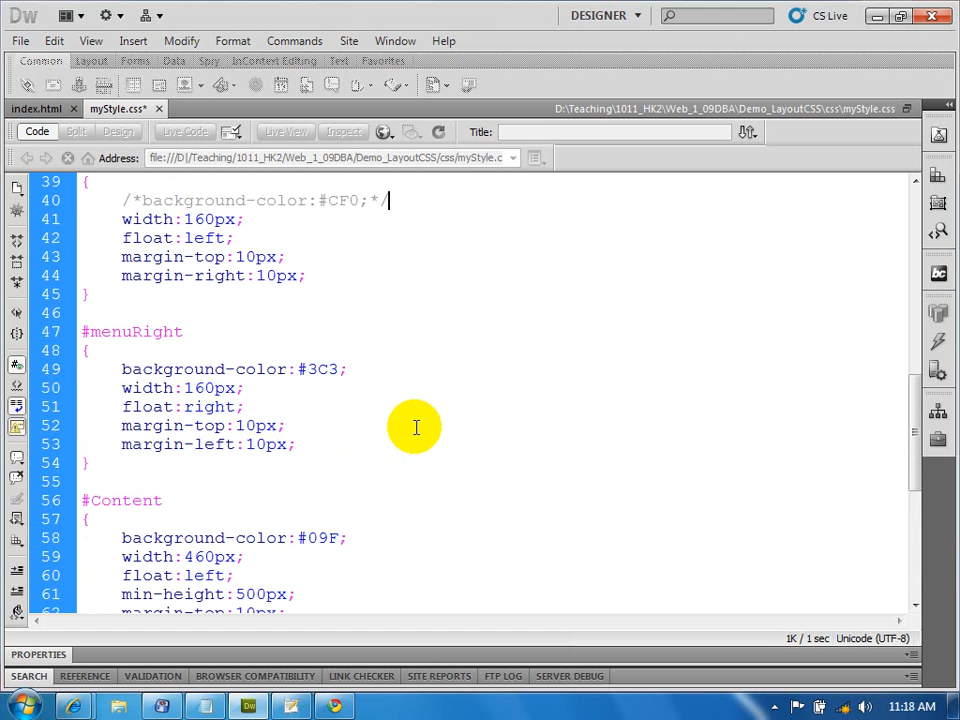 Dw DESIGNER CS Live
File Edit View Insert Modify Format Commands Site Window Help
Common Layout Forms Data Spry InContext Editing Text Favorites
index.html myStyle.css* D:\Teaching\1011_HK2\Web_1_09DBA\Demo_LayoutCSS\css\myStyle.css
Code Split Design Live Code Live View Inspect Title:
Address: file:///D|/Teaching/1011_HK2/Web_1_09DBA/Demo_LayoutCSS/css/myStyle.c
39 {
40 /*background-color:#CF0;*/
41 width:160px;
42 float:left;
43 margin-top:10px;
44 margin-right:10px;
45 }
46
47 #menuRight
48 {
49 background-color:#3C3;
50 width:160px;
51 float:right;
52 margin-top:10px;
53 margin-left:10px;
54 }
55
56 #Content
57 {
58 background-color:#09F;
59 width:460px;
60 float:left;
61 min-height:500px;
62 margin-top:10px;
1K / 1 sec Unicode (UTF-8)
PROPERTIES
SEARCH REFERENCE VALIDATION BROWSER COMPATIBILITY LINK CHECKER SITE REPORTS FTP LOG SERVER DEBUG
Dw 11:18 AM